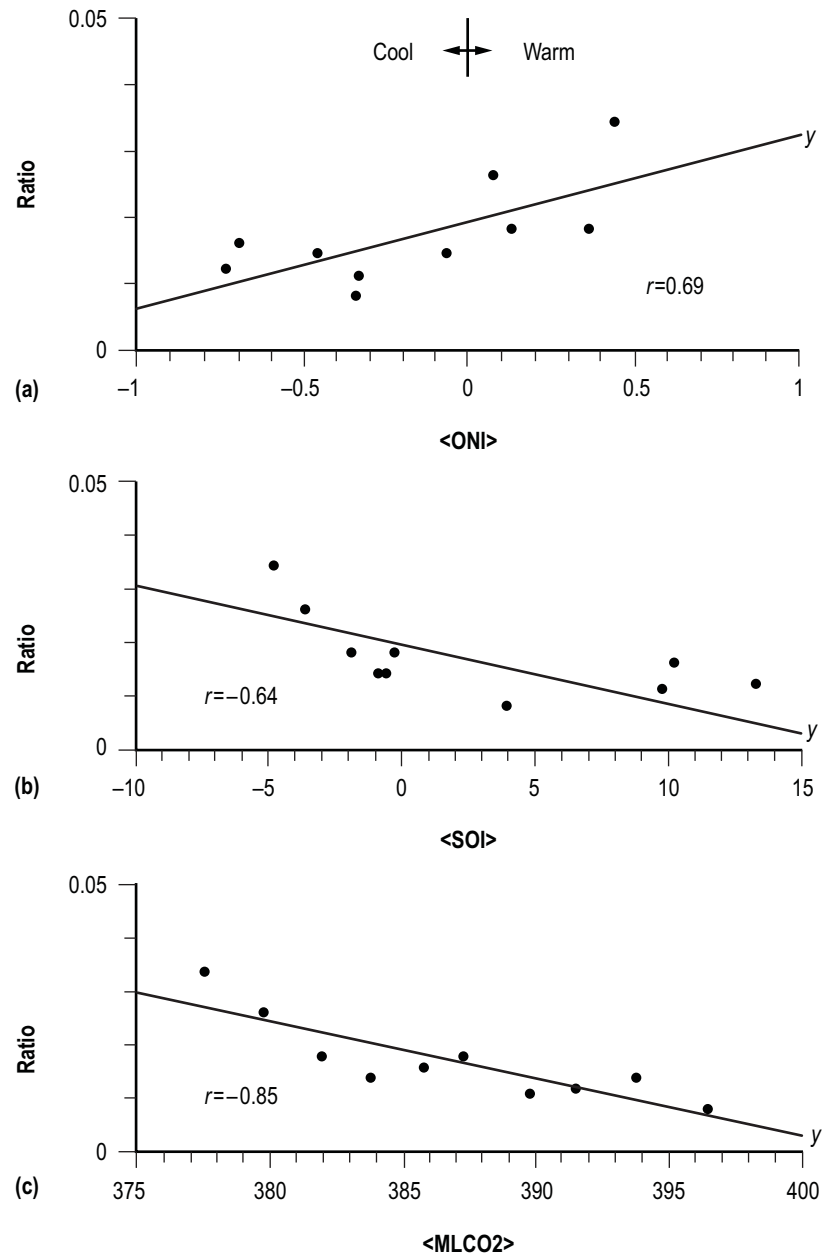 0.05
Cool Warm
Ratio
y
r=0.69
0
(a)
–1 –0.5 0 0.5 1
<ONI>
0.05
Ratio
r=–0.64
y
0
(b)
–10 –5 0 5 10 15
<SOI>
0.05
Ratio
r=–0.85
y
0
(c)
375 380 385 390 395 400
<MLCO2>